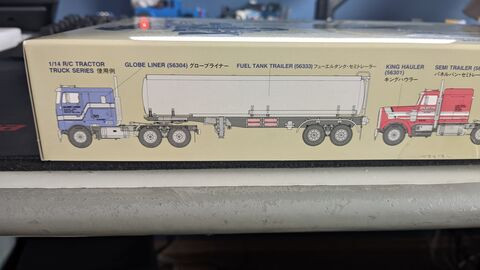 1/14 R/C TRACTOR
TRUCK SERIES 使用例
GLOBE LINER (56304) グローブライナー
FUEL TANK TRAILER (56333) フューエルタンク・セミトレーラー
KING HAULER
(56301)
キングハウラー
SEMI TRAILER (56
パネルバン・セミトレー